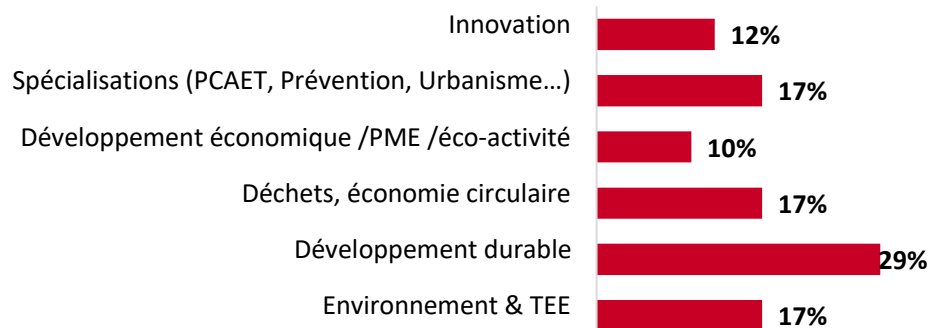 Innovation 12%
Spécialisations (PCAET, Prévention, Urbanisme…) 17%
Développement économique /PME /éco-activité 10%
Déchets, économie circulaire 17%
Développement durable 29%
Environnement & TEE 17%